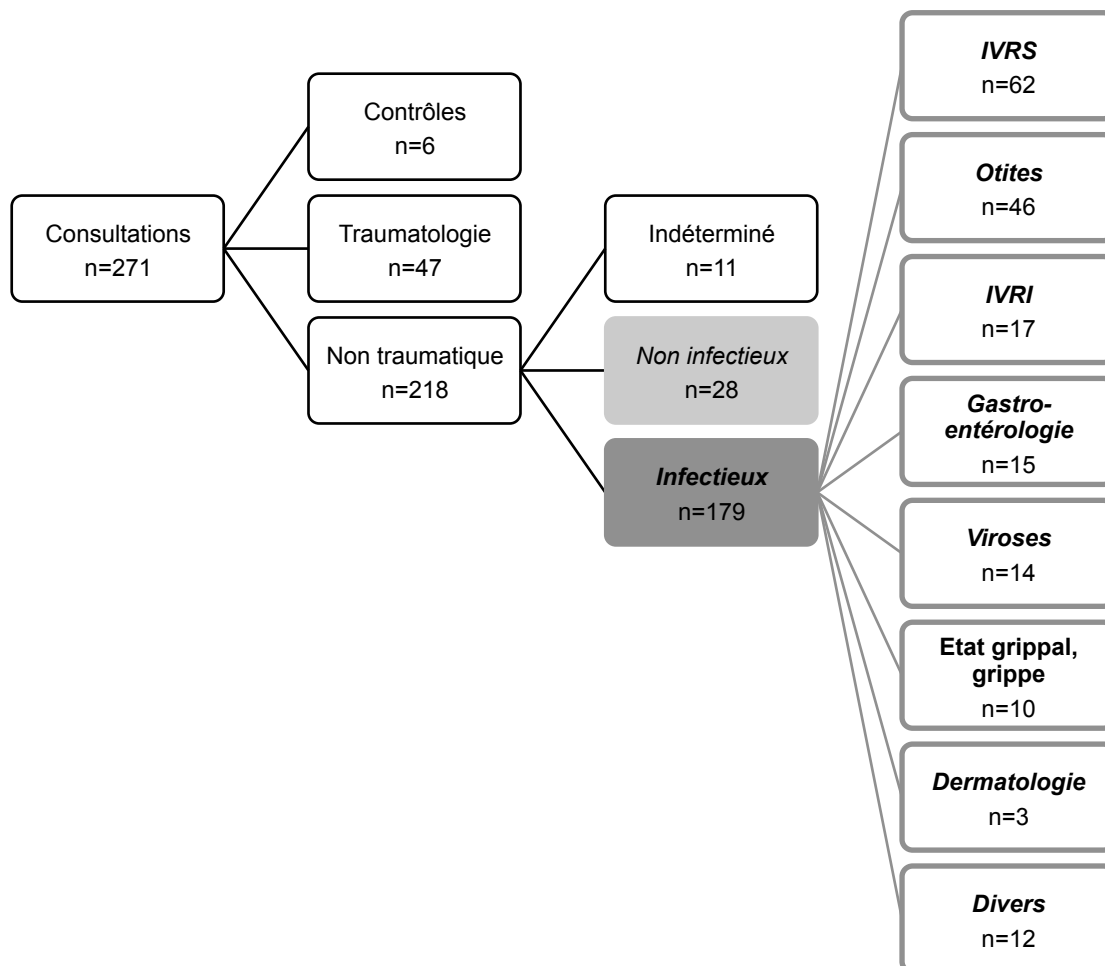 Consultations
n=271
Contrôles
n=6
Traumatologie
n=47
Non traumatique
n=218
Indéterminé
n=11
Non infectieux
n=28
Infectieux
n=179
IVRS
n=62
Otites
n=46
IVRI
n=17
Gastro-
entérologie
n=15
Viroses
n=14
Etat grippal,
grippe
n=10
Dermatologie
n=3
Divers
n=12